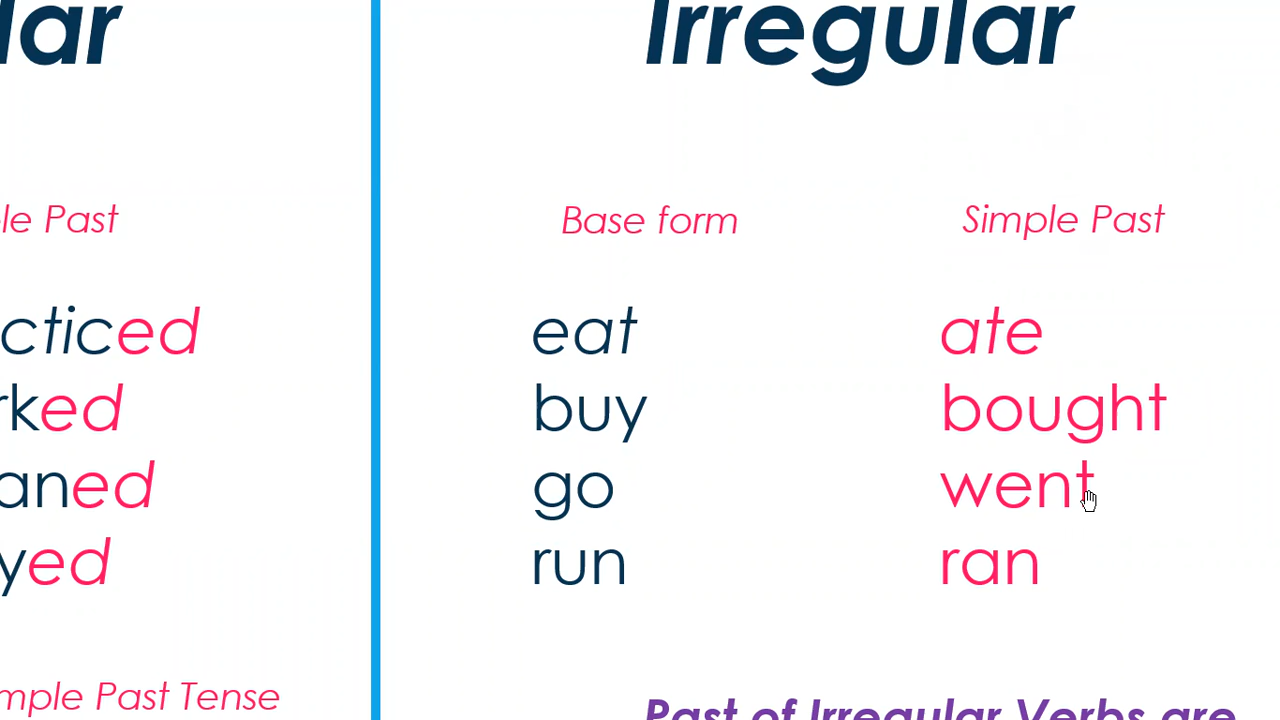 lar
Irregular
le Past
Base form
Simple Past
cticed
eat
ate
rked
buy
bought
aned
go
went
yed
run
ran
mple Past Tense
Past of Irregular Verbs are